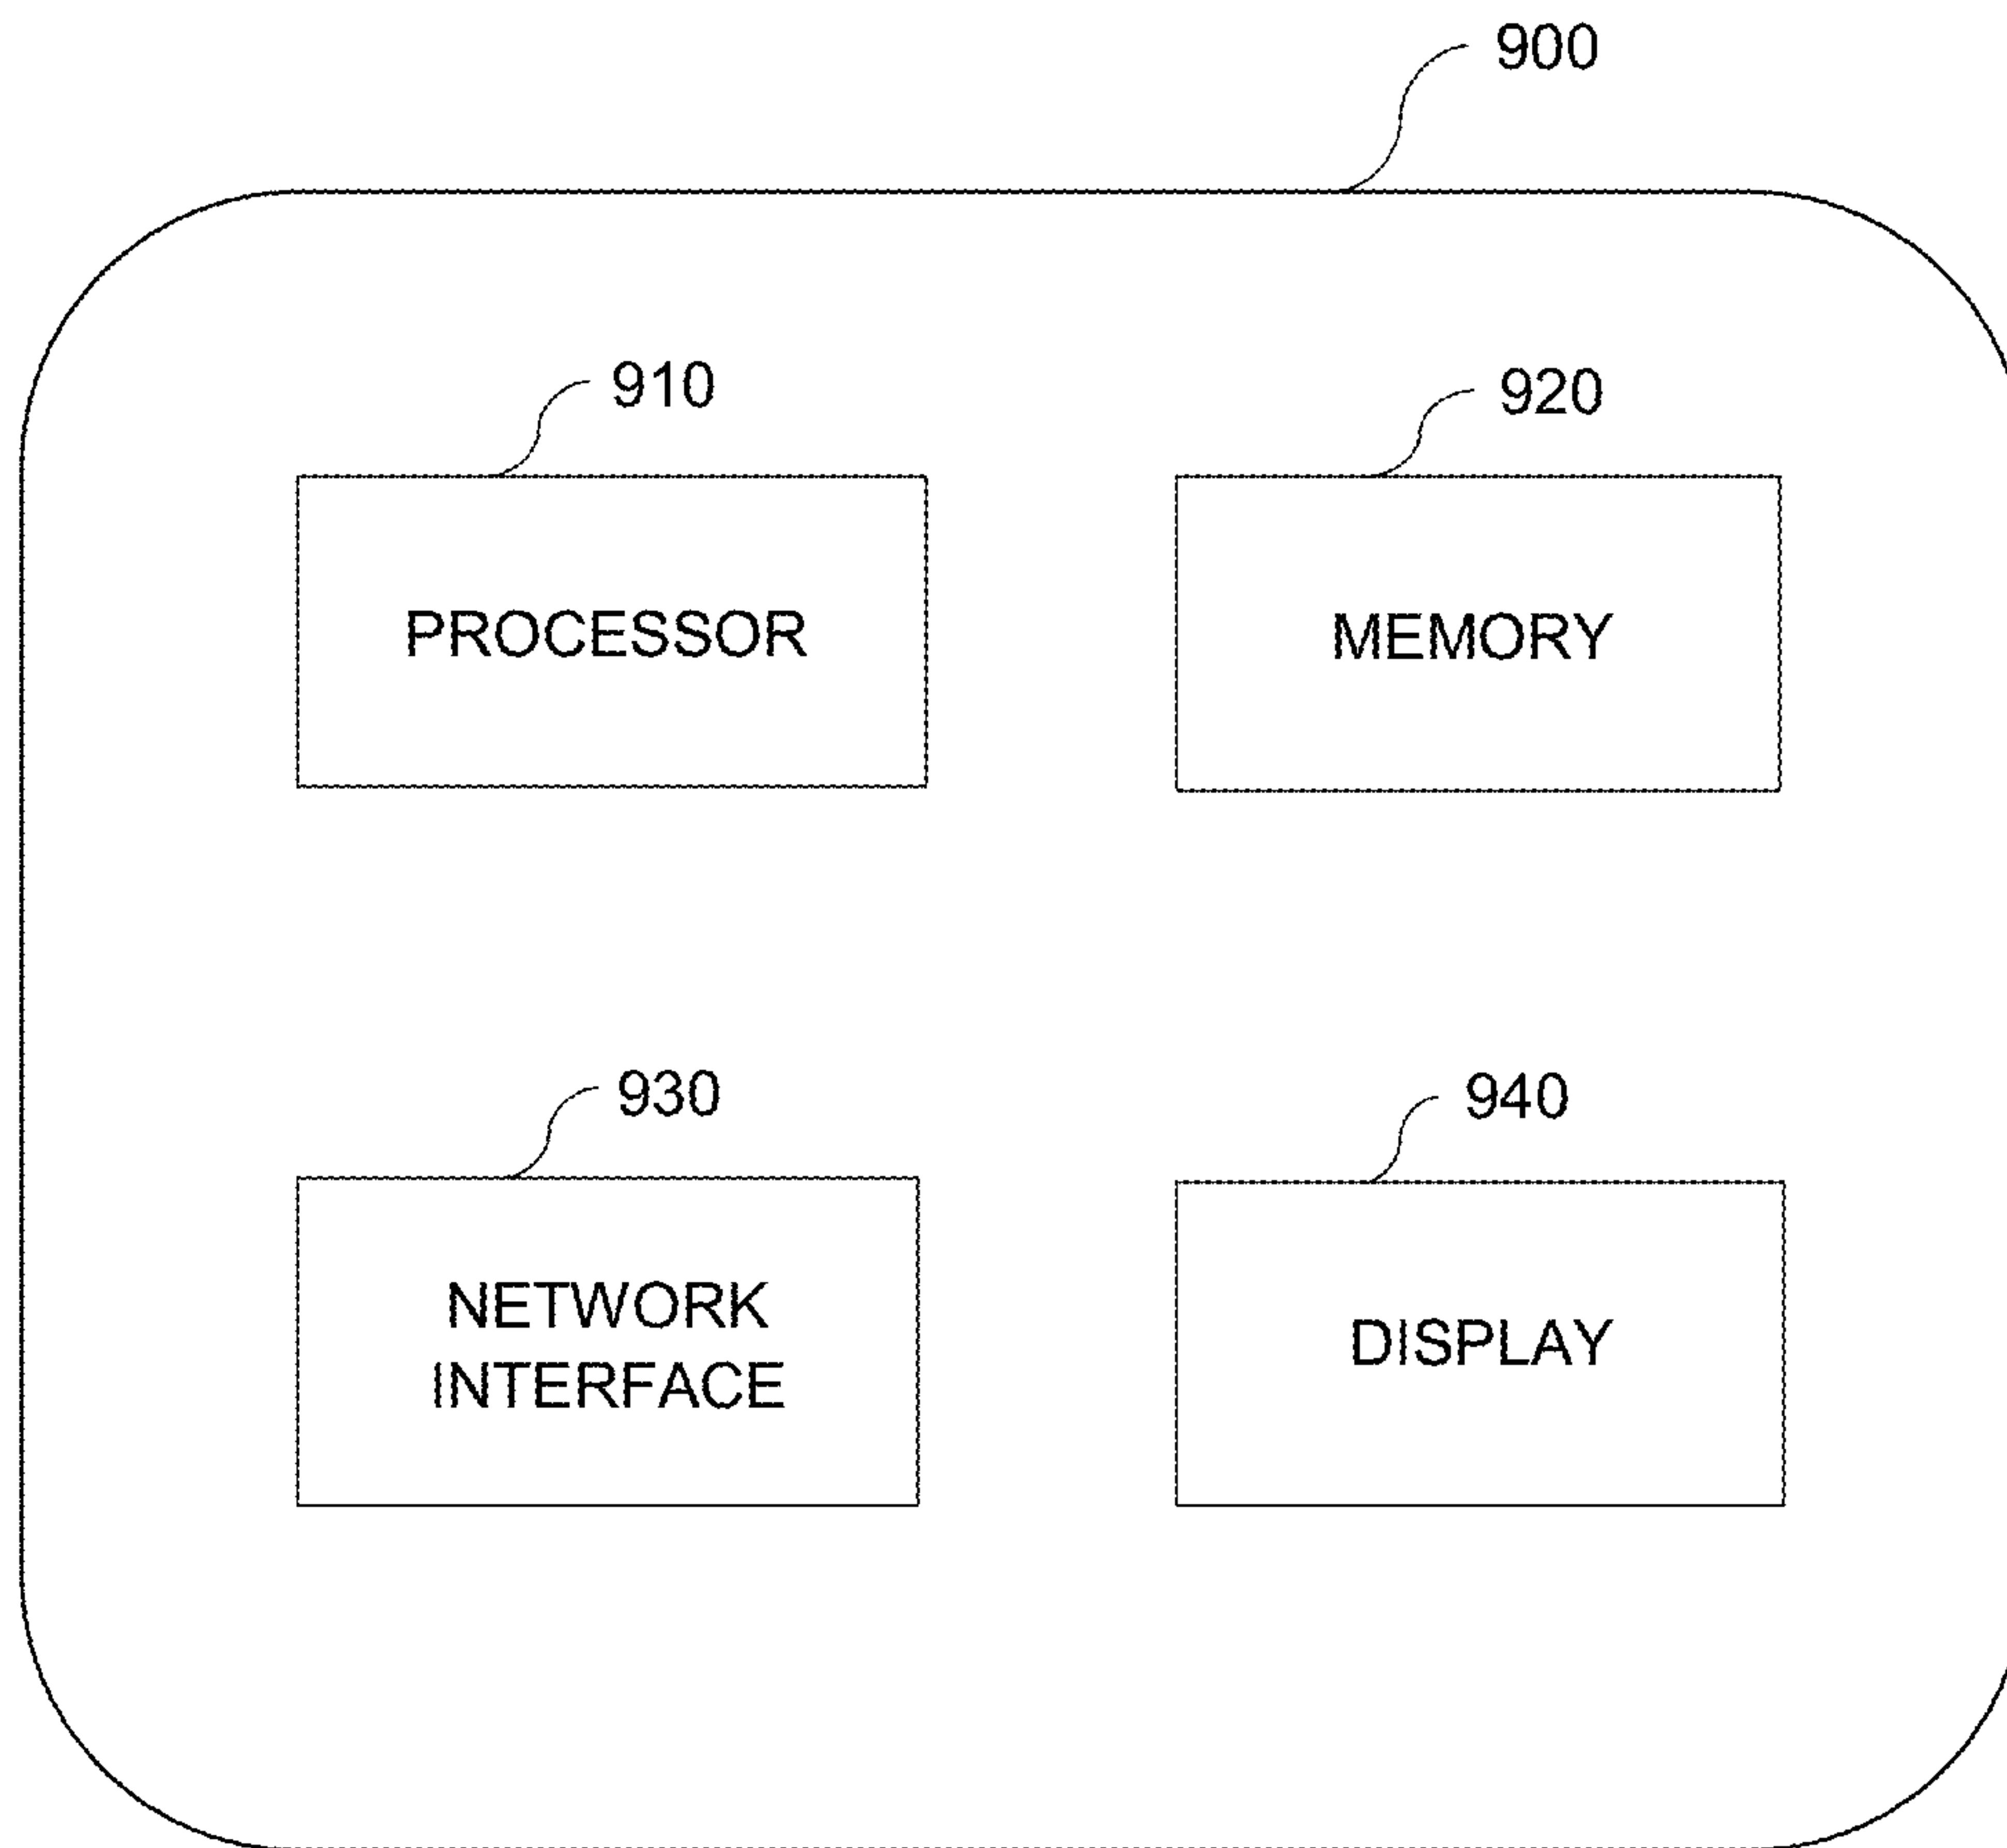 900
910
920
PROCESSOR
MEMORY
930
940
NETWORK
INTERFACE
DISPLAY